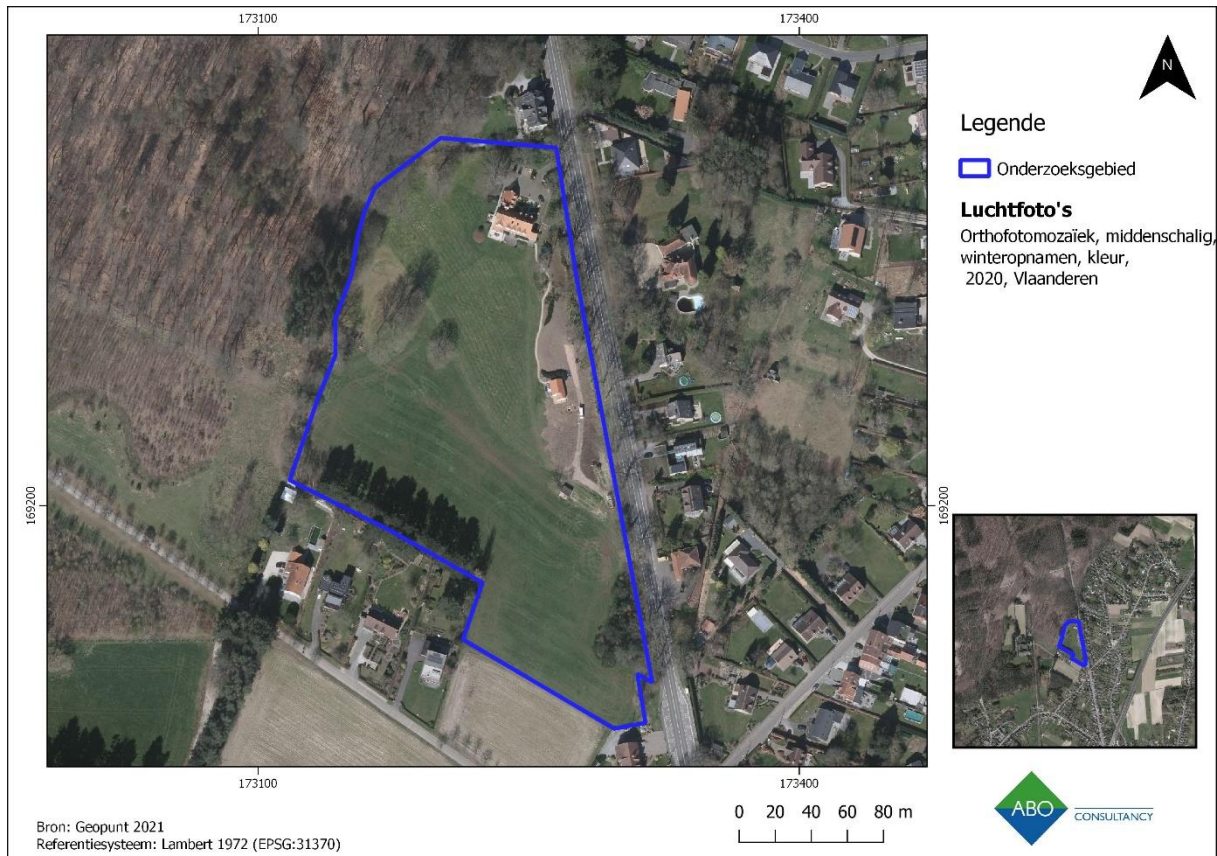 173100
173400
N
Legende
Onderzoeksgebied
Luchtfoto's
Orthofotomozaïek, middenschalig,
winteropnamen, kleur,
2020, Vlaanderen
169200
169200
173100
173400
0 20 40 60 80 m
ABO
CONSULTANCY
Bron: Geopunt 2021
Referentiesysteem: Lambert 1972 (EPSG:31370)